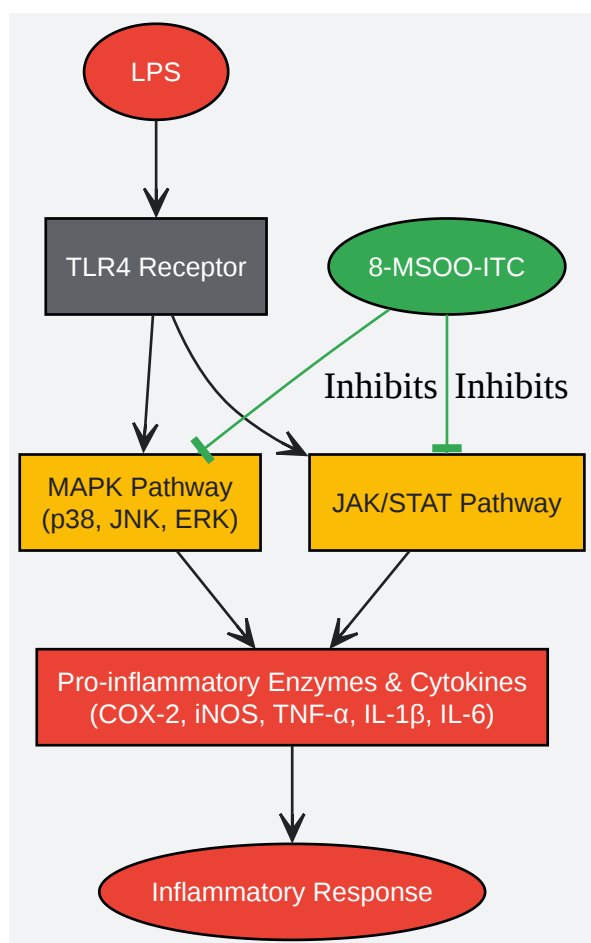 LPS
TLR4 Receptor
8-MSOO-ITC
Inhibits
Inhibits
MAPK Pathway
(p38, JNK, ERK)
JAK/STAT Pathway
Pro-inflammatory Enzymes & Cytokines
(COX-2, iNOS, TNF-α, IL-1β, IL-6)
Inflammatory Response